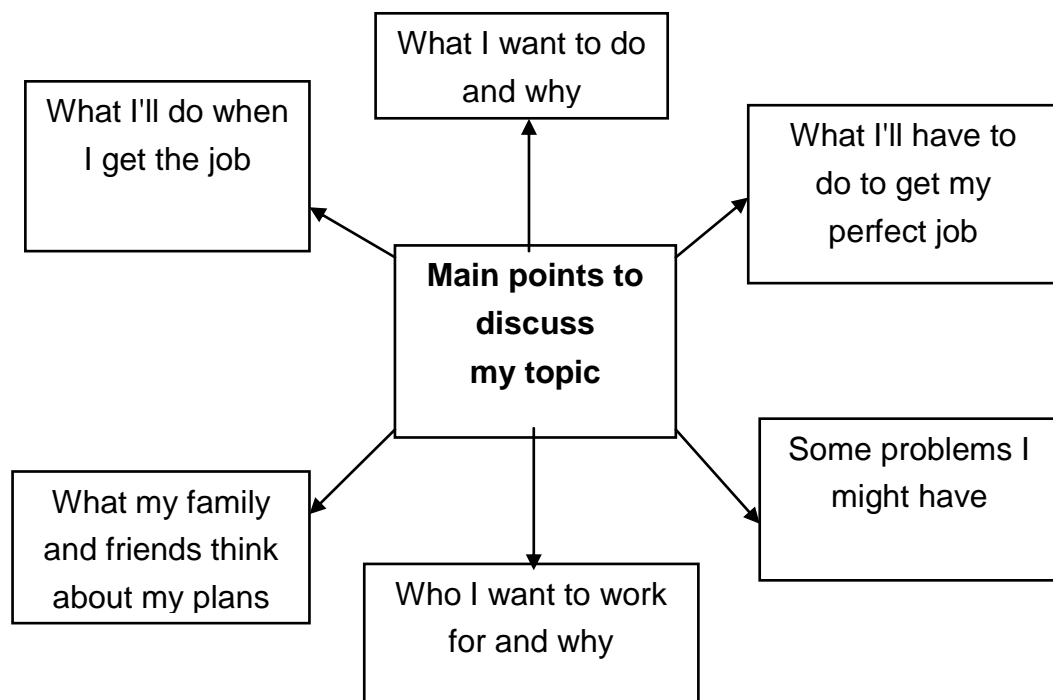 What I want to do
and why
What I'll do when
I get the job
What I'll have to
do to get my
perfect job
Main points to
discuss
my topic
Some problems I
might have
What my family
and friends think
about my plans
Who I want to work
for and why